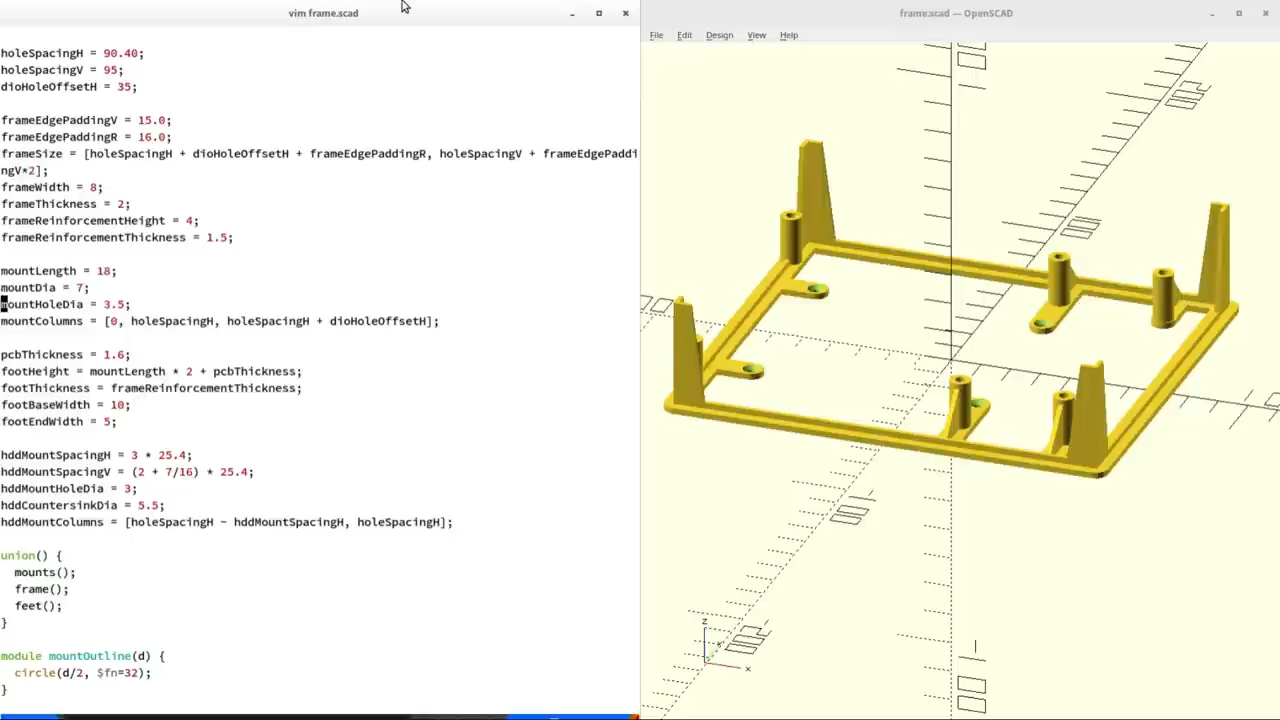 vim frame.scad
holeSpacingH = 90.40;
holeSpacingV = 95;
dioHoleOffsetH = 35;
frameEdgePaddingV = 15.0;
frameEdgePaddingR = 16.0;
frameSize = [holeSpacingH + dioHoleOffsetH + frameEdgePaddingR, holeSpacingV + frameEdgePaddi
ngV*2];
frameWidth = 8;
frameThickness = 2;
frameReinforcementHeight = 4;
frameReinforcementThickness = 1.5;
mountLength = 18;
mountDia = 7;
mountHoleDia = 3.5;
mountColumns = [0, holeSpacingH, holeSpacingH + dioHoleOffsetH];
pcbThickness = 1.6;
footHeight = mountLength * 2 + pcbThickness;
footThickness = frameReinforcementThickness;
footBaseWidth = 10;
footEndWidth = 5;
hddMountSpacingH = 3 * 25.4;
hddMountSpacingV = (2 + 7/16) * 25.4;
hddMountHoleDia = 3;
hddCountersinkDia = 5.5;
hddMountColumns = [holeSpacingH - hddMountSpacingH, holeSpacingH];
union() {
  mounts();
  frame();
  feet();
}
module mountOutline(d) {
  circle(d/2, $fn=32);
}
frame.scad — OpenSCAD
File Edit Design View Help
z
x